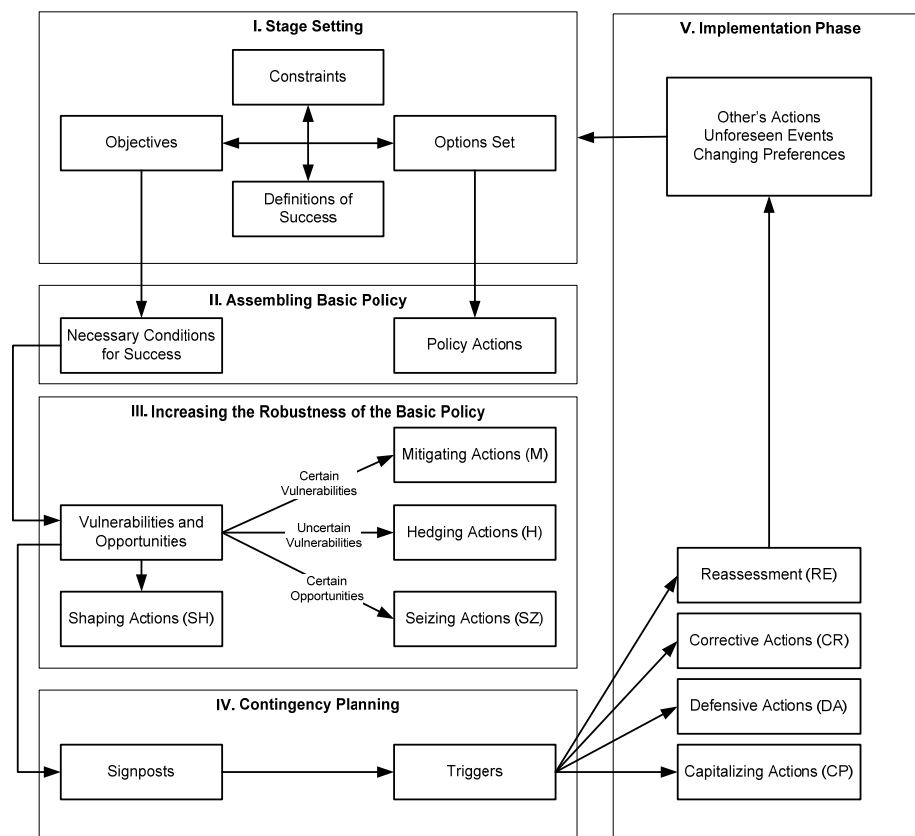 I. Stage Setting
Constraints
Objectives
Options Set
Definitions of
Success
II. Assembling Basic Policy
Necessary Conditions
for Success
Policy Actions
III. Increasing the Robustness of the Basic Policy
Mitigating Actions (M)
Certain
Vulnerabilities
Vulnerabilities and
Opportunities
Uncertain
Vulnerabilities
Hedging Actions (H)
Certain
Opportunities
Shaping Actions (SH)
Seizing Actions (SZ)
IV. Contingency Planning
Signposts
Triggers
V. Implementation Phase
Other's Actions
Unforeseen Events
Changing Preferences
Reassessment (RE)
Corrective Actions (CR)
Defensive Actions (DA)
Capitalizing Actions (CP)